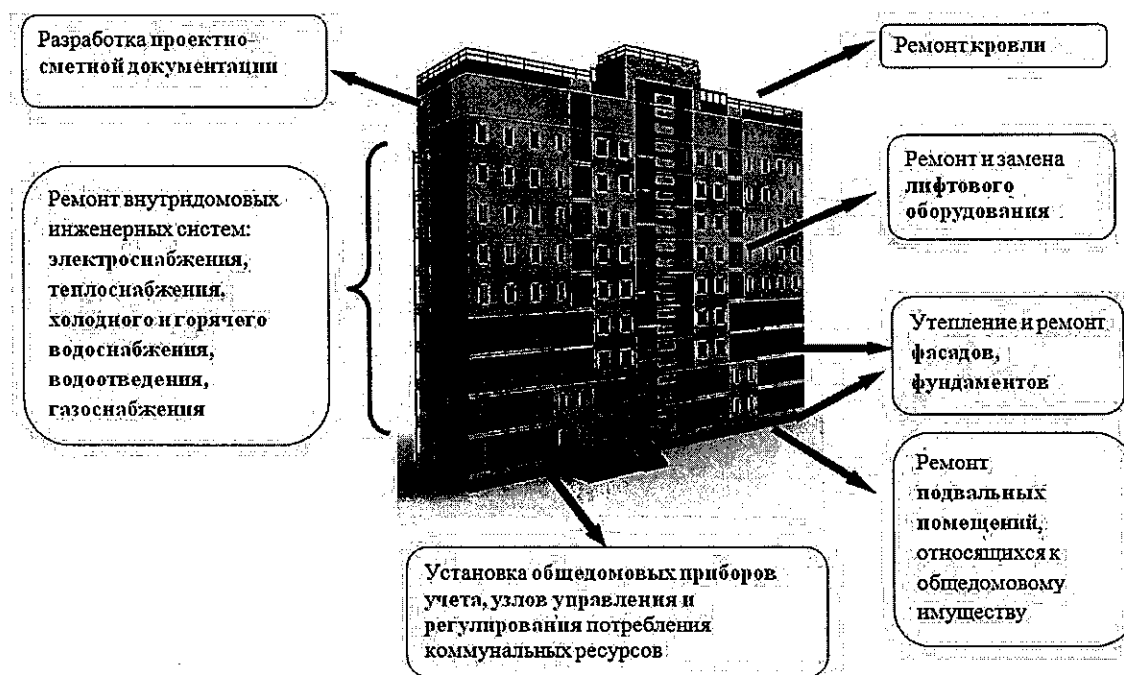 Разработка проектно-
сметной документации
Ремонт внутридомовых
инженерных систем:
электроснабжения,
теплоснабжения,
холодного и горячего
водоснабжения,
водоотведения,
газоснабжения
Установка общедомовых приборов
учета, узлов управления и
регулирования потребления
коммунальных ресурсов
Ремонт кровли
Ремонт и замена
лифтового
оборудования
Утепление и ремонт
фасадов,
фундаментов
Ремонт
подвальных
помещений,
относящихся к
общедомовому
имуществу